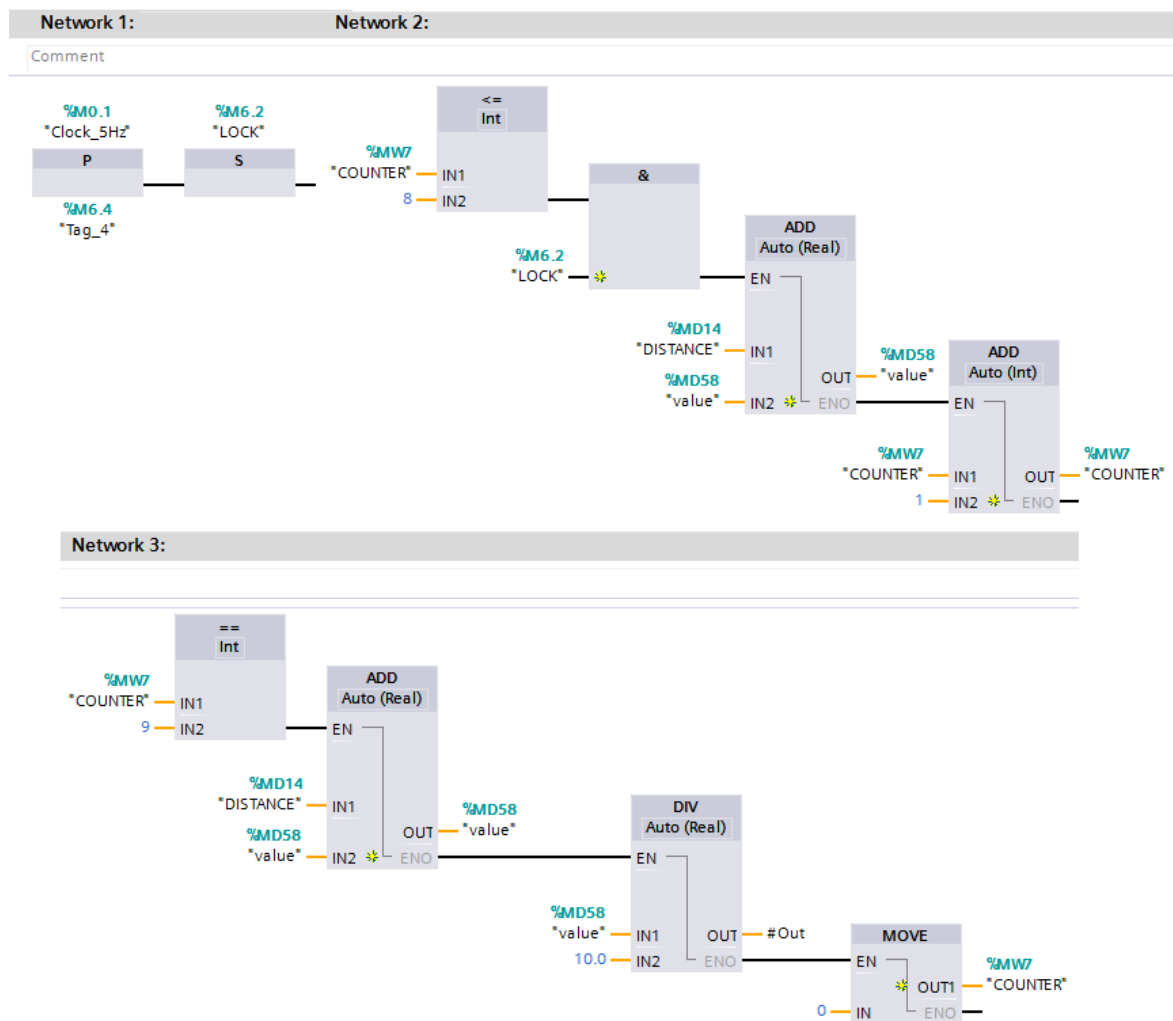 Network 1:
Network 2:
Comment
%M0.1
"Clock_5Hz"
P
%M6.4
"Tag_4"
%M6.2
"LOCK"
S
<=
Int
%MW7
"COUNTER"
IN1
8
IN2
&
%M6.2
"LOCK"
ADD
Auto (Real)
EN
%MD14
"DISTANCE"
IN1
%MD58
"value"
IN2
OUT
ENO
%MD58
"value"
ADD
Auto (Int)
EN
%MW7
"COUNTER"
IN1
1
IN2
OUT
ENO
%MW7
"COUNTER"
Network 3:
==
Int
%MW7
"COUNTER"
IN1
9
IN2
ADD
Auto (Real)
EN
%MD14
"DISTANCE"
IN1
%MD58
"value"
IN2
OUT
ENO
%MD58
"value"
DIV
Auto (Real)
EN
%MD58
"value"
IN1
10.0
IN2
OUT
ENO
#Out
MOVE
EN
0
IN
OUT1
ENO
%MW7
"COUNTER"